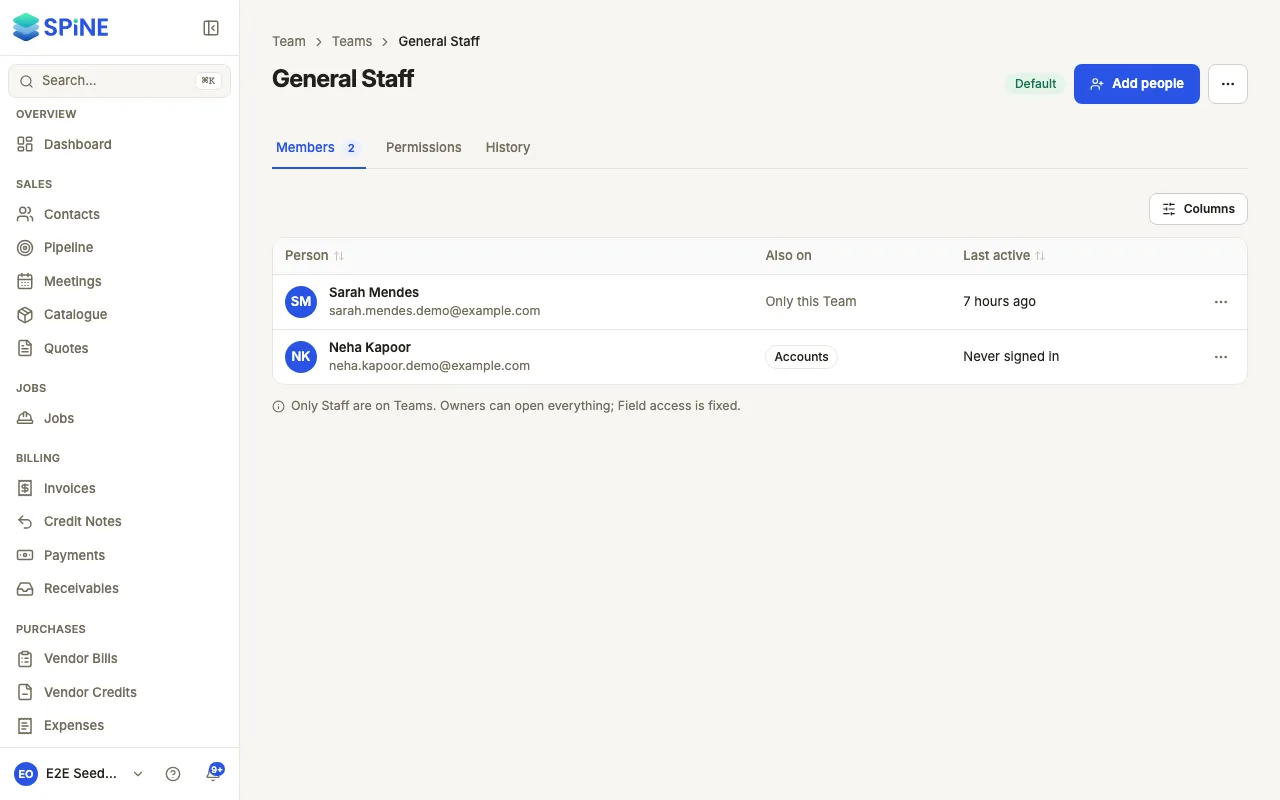 SPiNE
Search...
⌘K
OVERVIEW
Dashboard
SALES
Contacts
Pipeline
Meetings
Catalogue
Quotes
JOBS
Jobs
BILLING
Invoices
Credit Notes
Payments
Receivables
PURCHASES
Vendor Bills
Vendor Credits
Expenses
EO E2E Seed... 9+
Team > Teams > General Staff
General Staff
Default Add people
Members 2 Permissions History
Columns
Person Also on Last active
SM Sarah Mendes Only this Team 7 hours ago
sarah.mendes.demo@example.com
NK Neha Kapoor Accounts Never signed in
neha.kapoor.demo@example.com
Only Staff are on Teams. Owners can open everything; Field access is fixed.